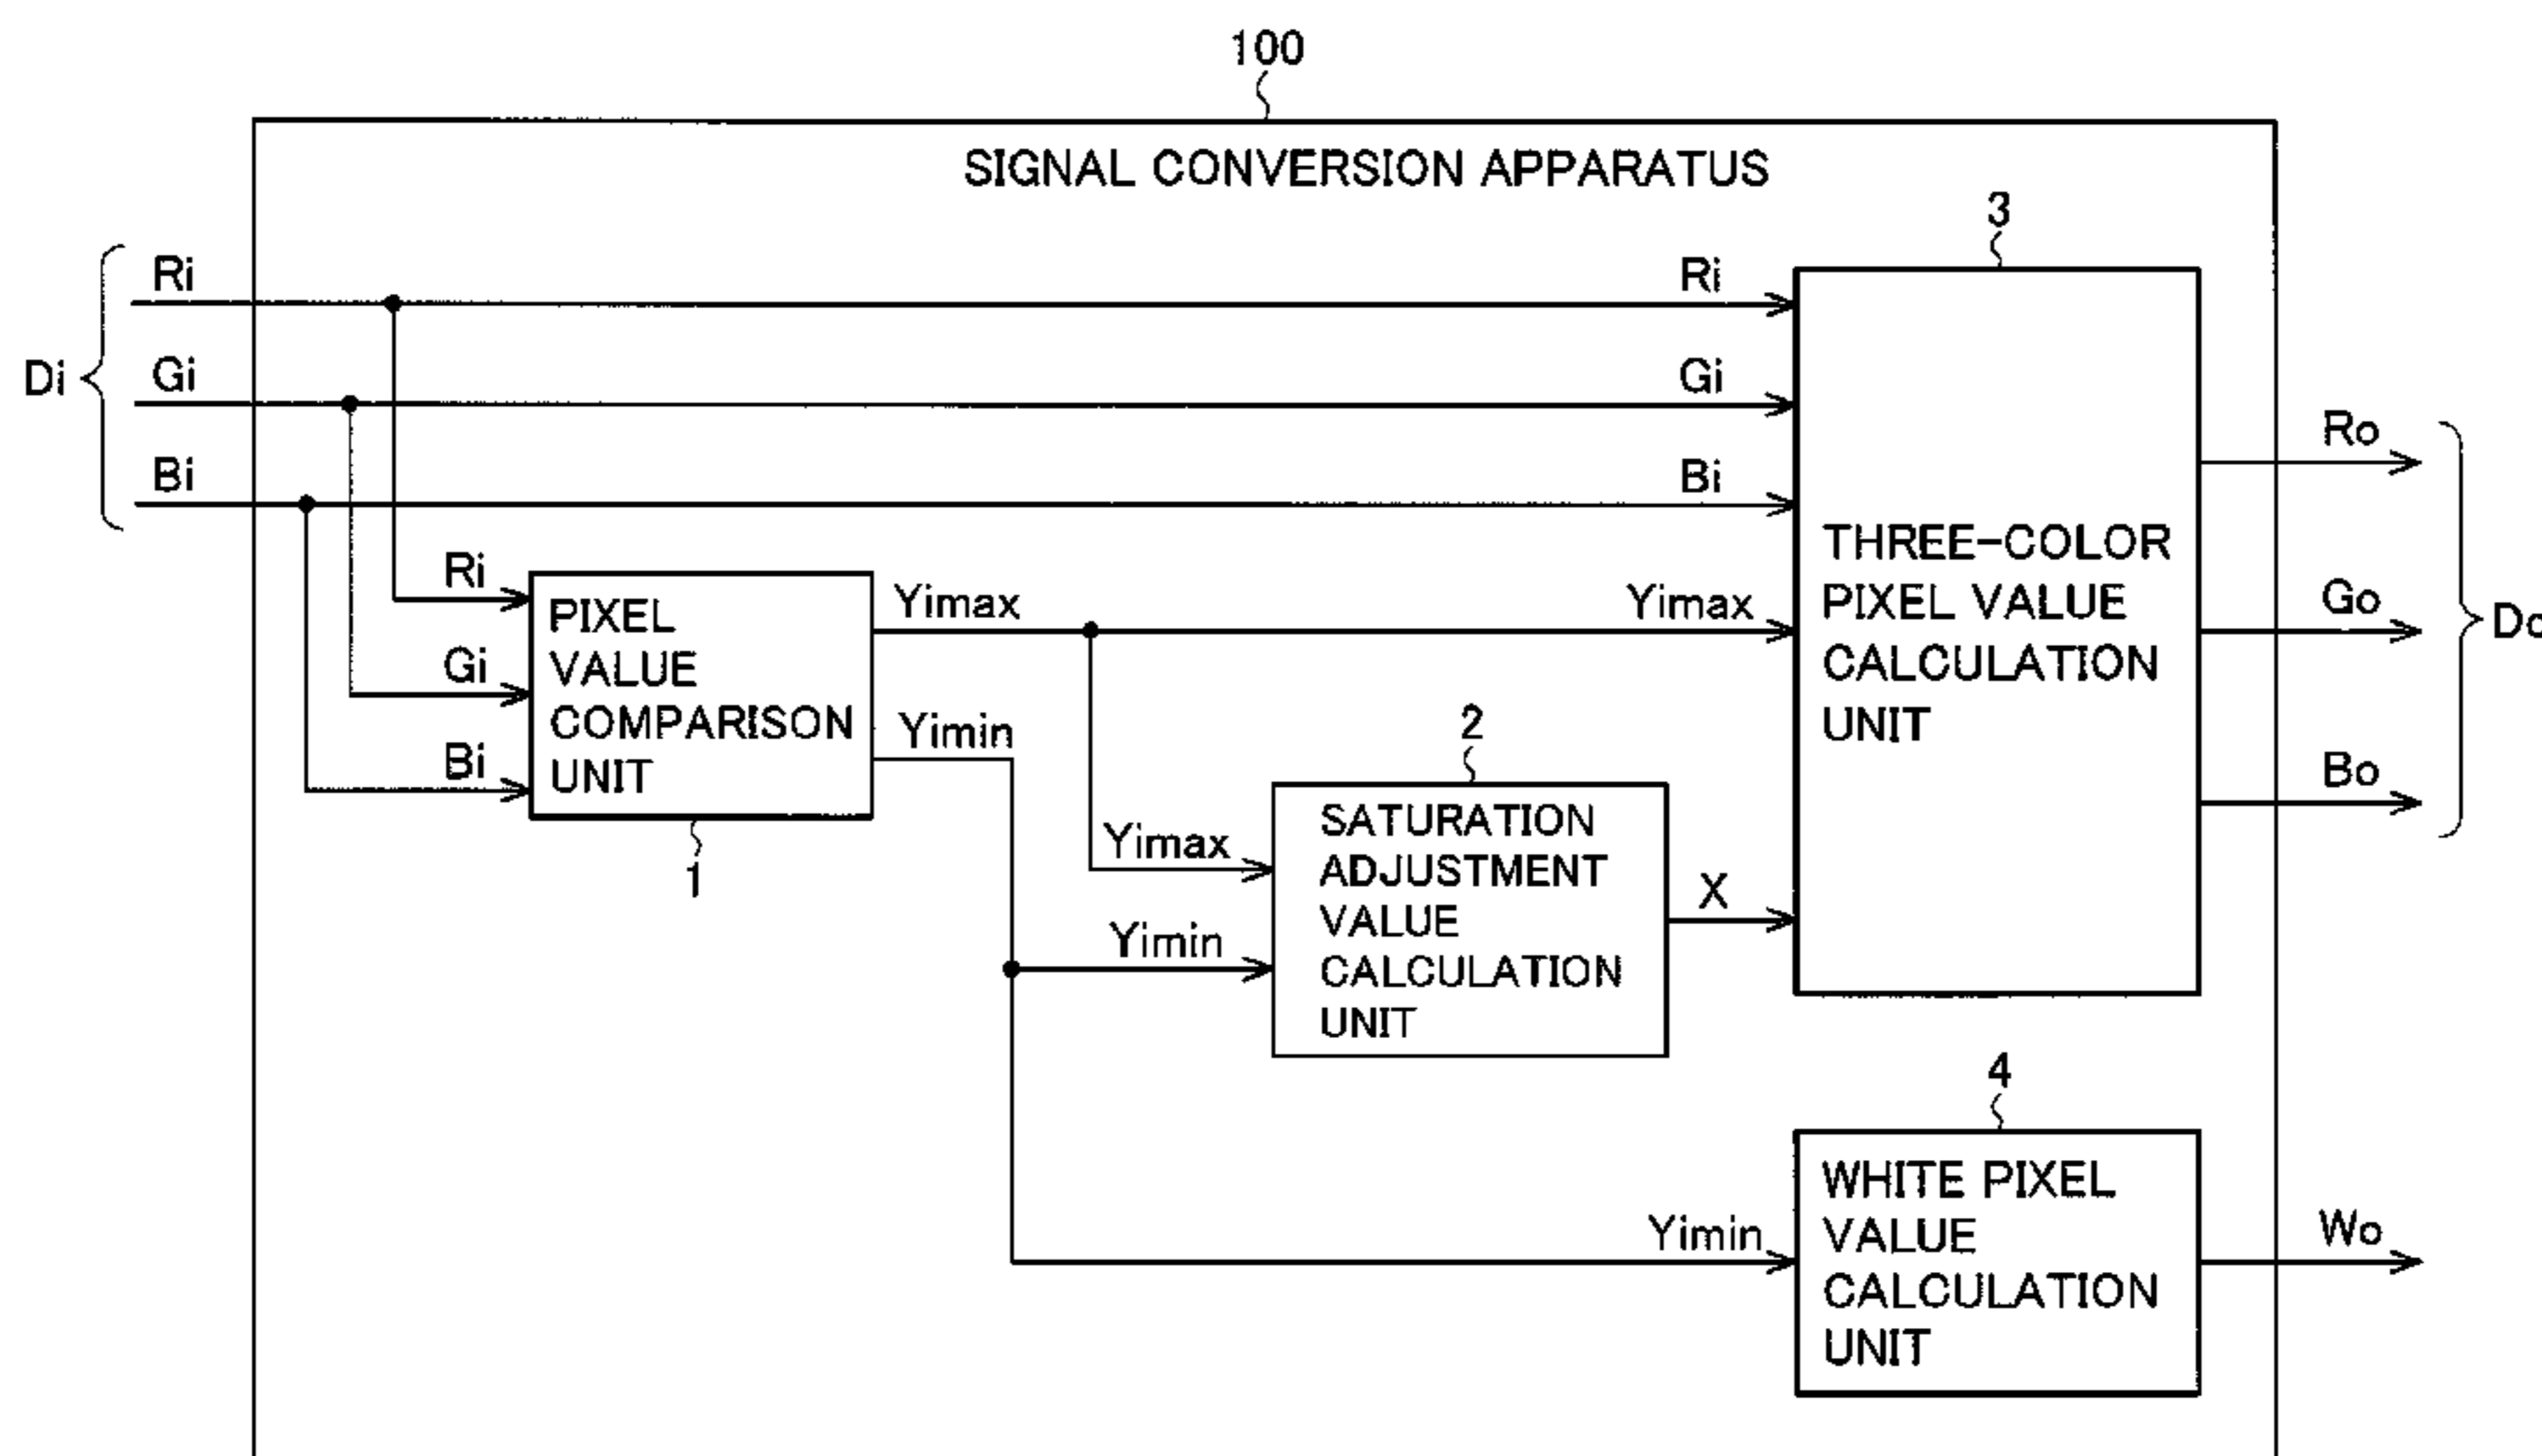 100
SIGNAL CONVERSION APPARATUS
3
Ri
Ri
Di
Gi
Gi
Bi
Bi
Ro
THREE-COLOR
PIXEL VALUE
CALCULATION
UNIT
Go
Bo
Ri
Gi
Bi
PIXEL
VALUE
COMPARISON
UNIT
1
Yimax
Yimax
Yimin
2
Yimax
Yimin
SATURATION
ADJUSTMENT
VALUE
CALCULATION
UNIT
X
4
Yimin
WHITE PIXEL
VALUE
CALCULATION
UNIT
Wo